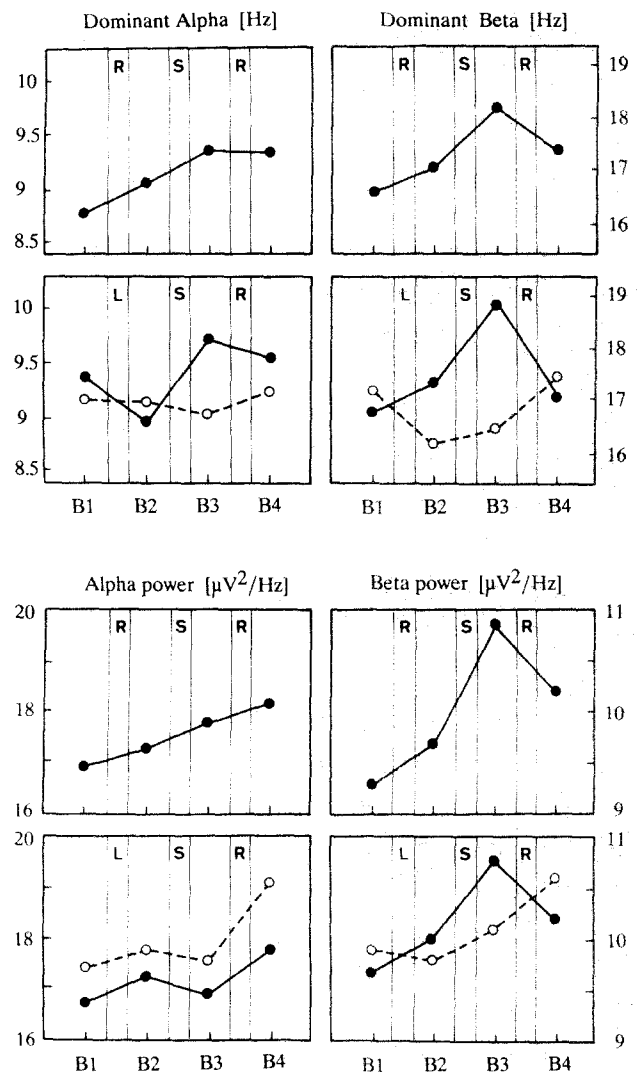 Dominant Alpha [Hz]
Dominant Beta [Hz]
R S R
R S R
10
9.5
9
8.5
19
18
17
16
L S R
L S R
10
9.5
9
8.5
19
18
17
16
B1 B2 B3 B4
B1 B2 B3 B4
Alpha power [µV²/Hz]
Beta power [µV²/Hz]
R S R
R S R
20
18
16
11
10
9
L S R
L S R
20
18
16
11
10
9
B1 B2 B3 B4
B1 B2 B3 B4